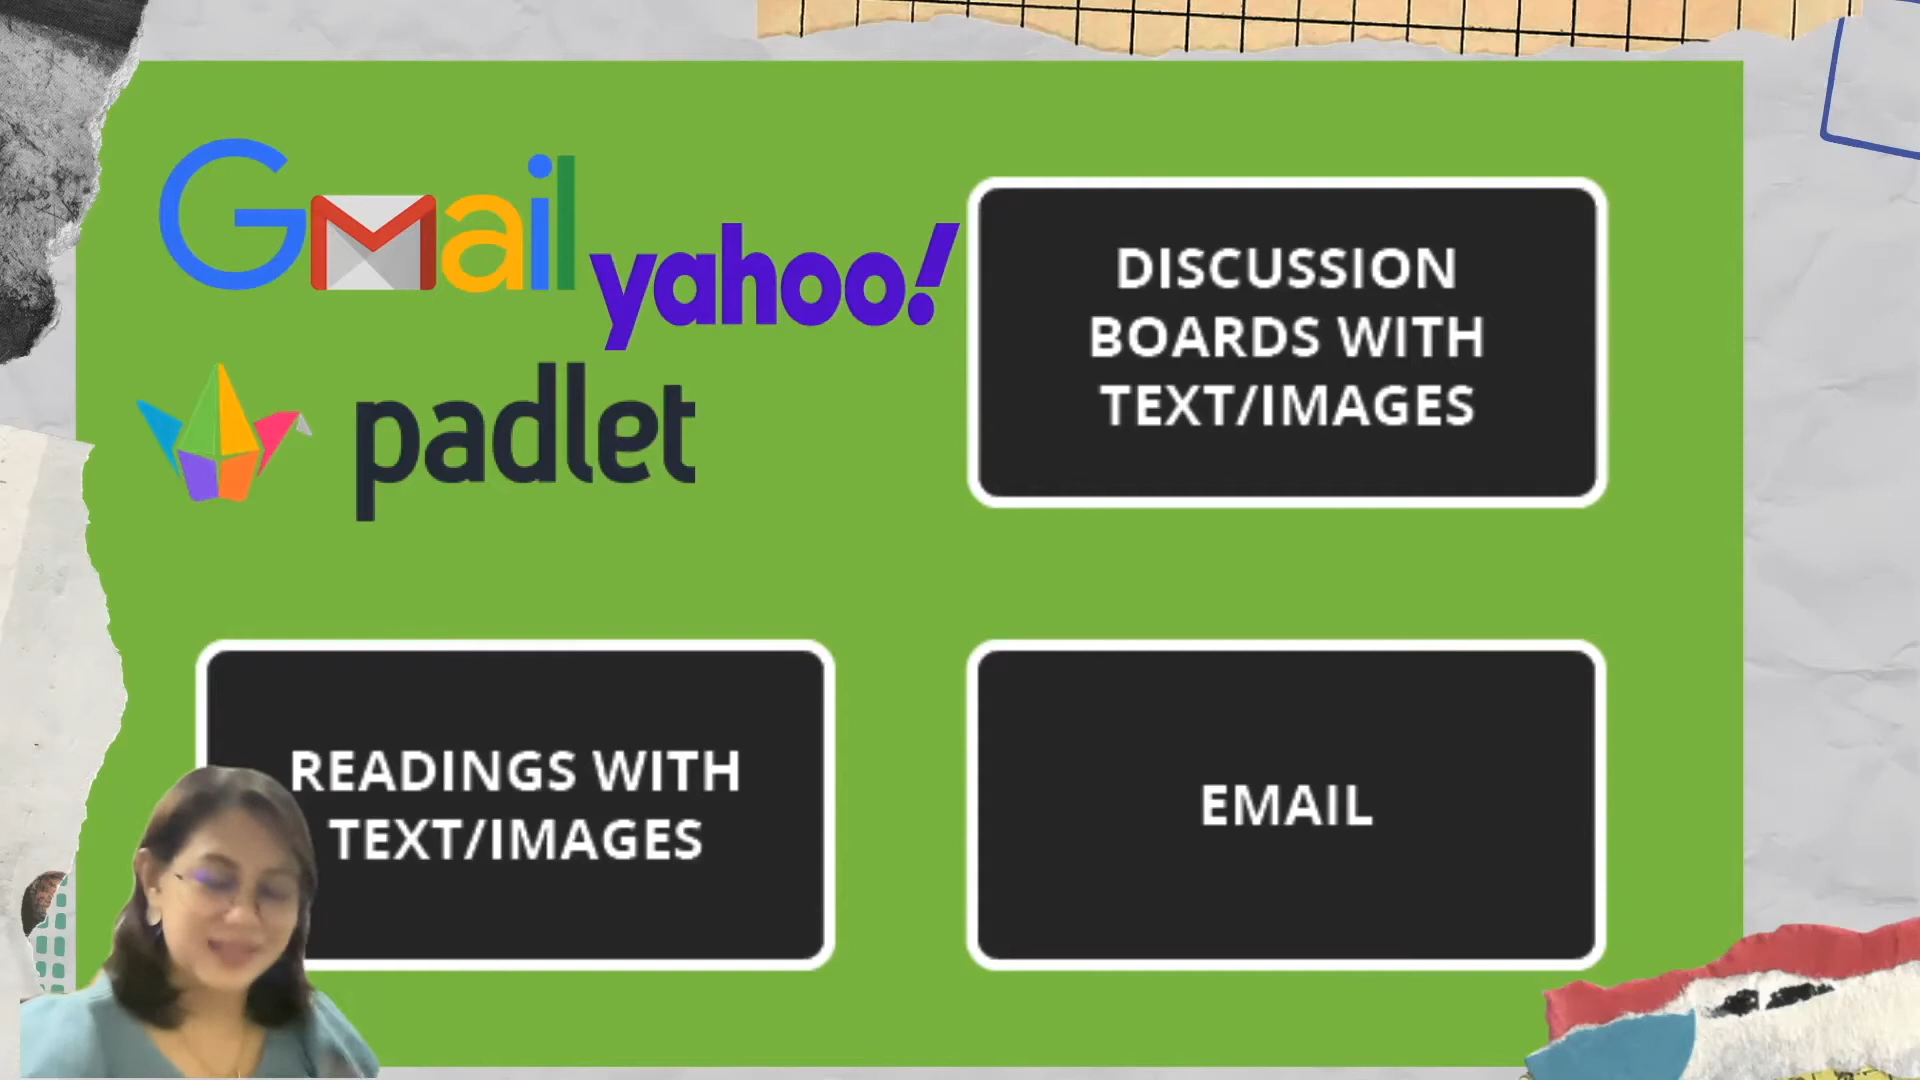 Gmail
yahoo!
padlet
DISCUSSION
BOARDS WITH
TEXT/IMAGES
READINGS WITH
TEXT/IMAGES
EMAIL